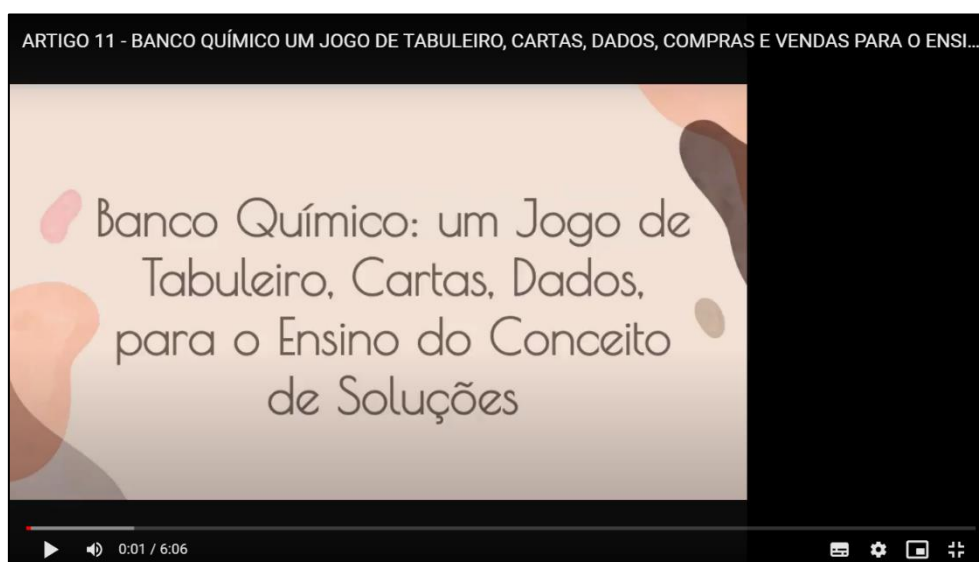 ARTIGO 11 - BANCO QUÍMICO UM JOGO DE TABULEIRO, CARTAS, DADOS, COMPRAS E VENDAS PARA O ENSI...
Banco Químico: um Jogo de
Tabuleiro, Cartas, Dados,
para o Ensino do Conceito
de Soluções
0:01 / 6:06